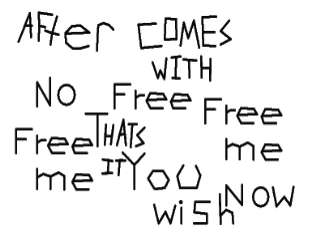 AFter COMES
WITH
No Free Free
Free THATS me
me IT You
wish Now